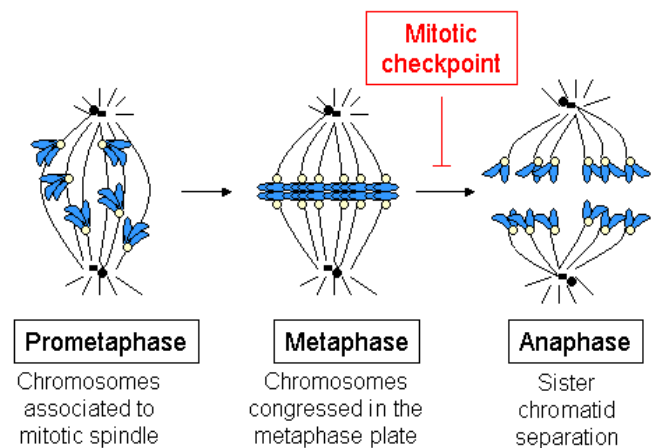 Mitotic
checkpoint
Prometaphase
Chromosomes
associated to
mitotic spindle
Metaphase
Chromosomes
congressed in the
metaphase plate
Anaphase
Sister
chromatid
separation